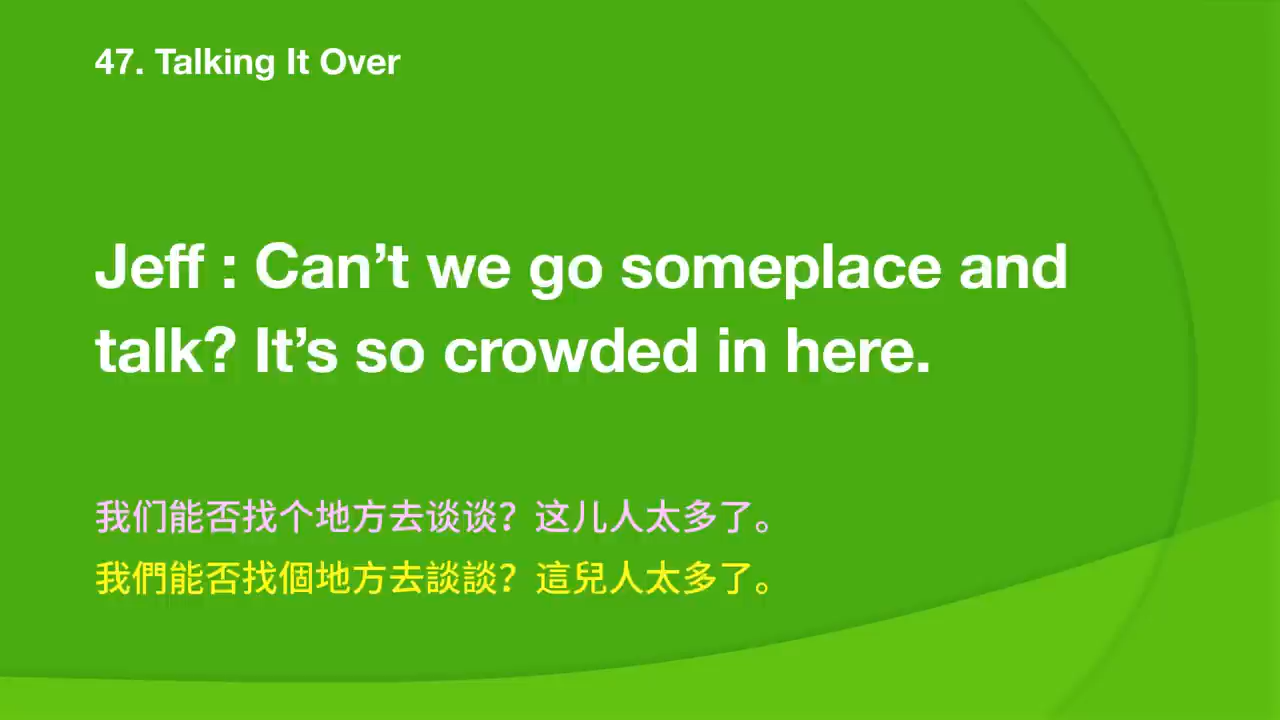 47. Talking It Over
Jeff : Can’t we go someplace and
talk? It’s so crowded in here.
我们能否找个地方去谈谈？这儿人太多了。
我們能否找個地方去談談？這兒人太多了。